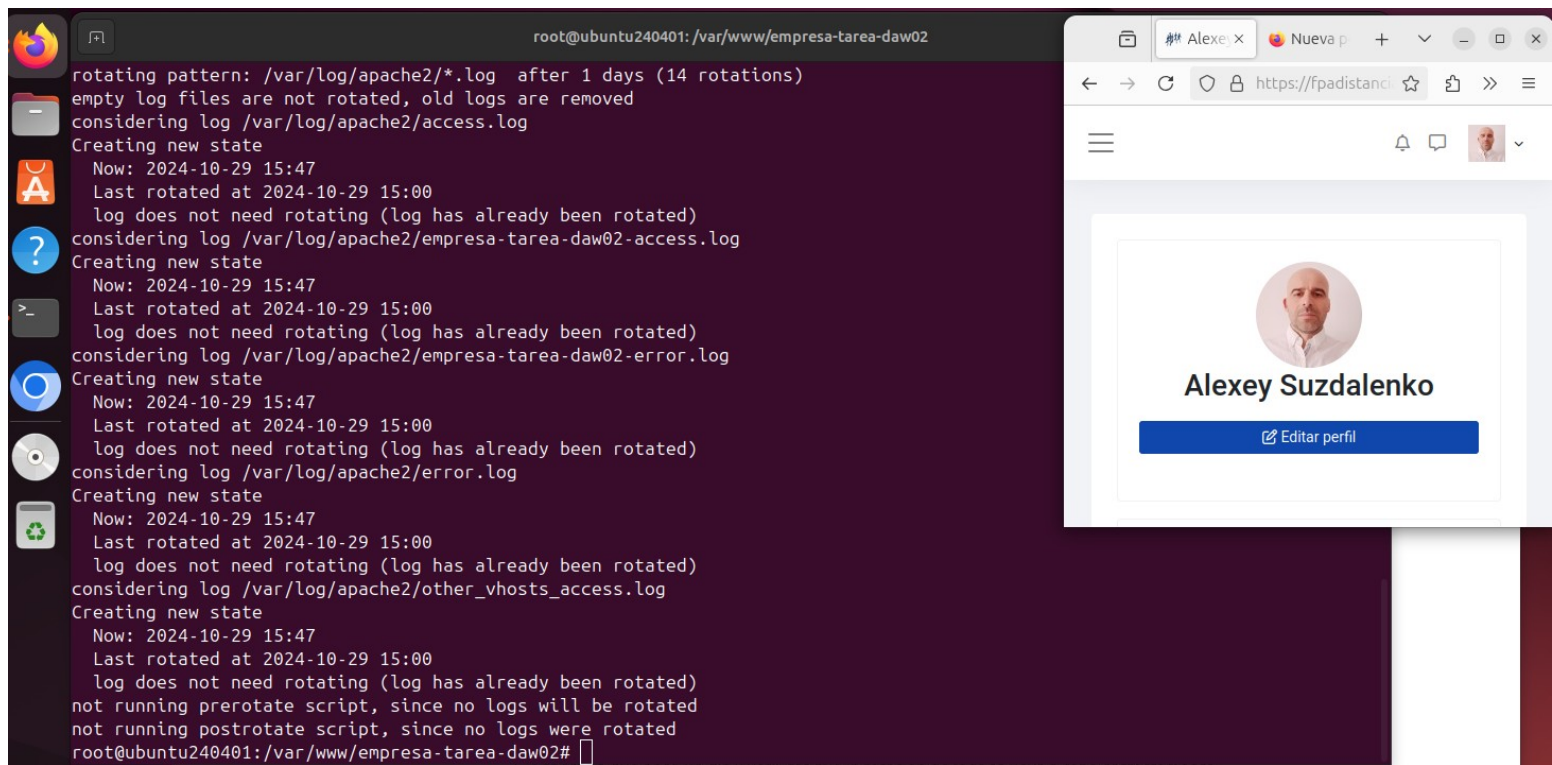 root@ubuntu240401: /var/www/empresa-tarea-daw02
rotating pattern: /var/log/apache2/*.log  after 1 days (14 rotations)
empty log files are not rotated, old logs are removed
considering log /var/log/apache2/access.log
Creating new state
  Now: 2024-10-29 15:47
  Last rotated at 2024-10-29 15:00
  log does not need rotating (log has already been rotated)
considering log /var/log/apache2/empresa-tarea-daw02-access.log
Creating new state
  Now: 2024-10-29 15:47
  Last rotated at 2024-10-29 15:00
  log does not need rotating (log has already been rotated)
considering log /var/log/apache2/empresa-tarea-daw02-error.log
Creating new state
  Now: 2024-10-29 15:47
  Last rotated at 2024-10-29 15:00
  log does not need rotating (log has already been rotated)
considering log /var/log/apache2/error.log
Creating new state
  Now: 2024-10-29 15:47
  Last rotated at 2024-10-29 15:00
  log does not need rotating (log has already been rotated)
considering log /var/log/apache2/other_vhosts_access.log
Creating new state
  Now: 2024-10-29 15:47
  Last rotated at 2024-10-29 15:00
  log does not need rotating (log has already been rotated)
not running prerotate script, since no logs will be rotated
not running postrotate script, since no logs were rotated
root@ubuntu240401:/var/www/empresa-tarea-daw02#
Alexey
Nueva p
https://fpadistanci
Alexey Suzdalenko
Editar perfil